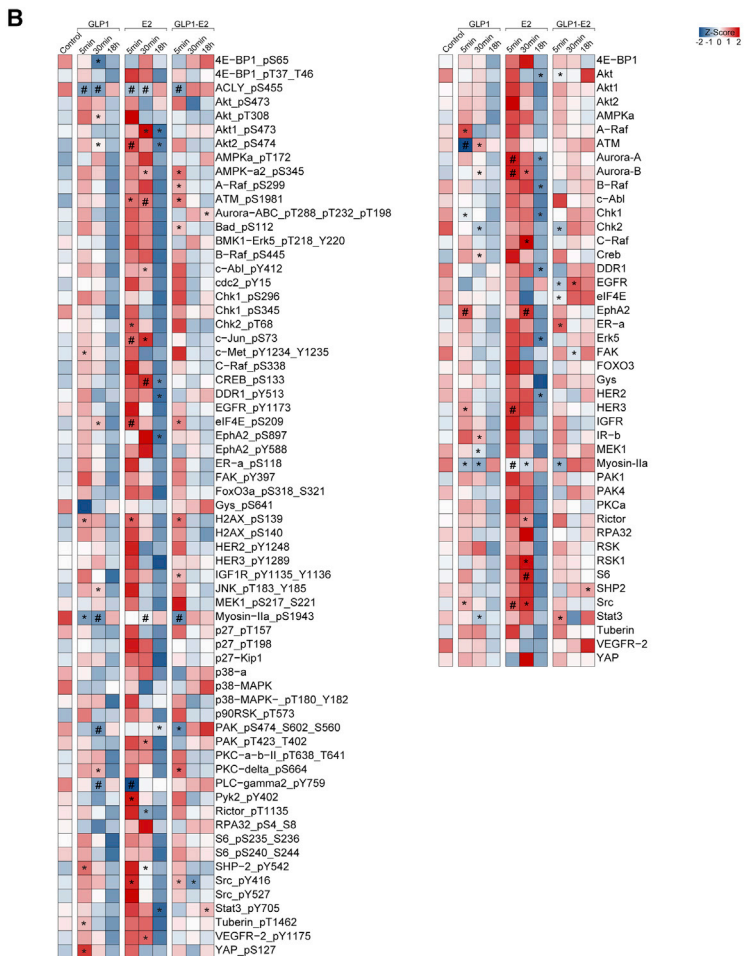 B
GLP1 E2 GLP1-E2
Control 5min 30min 18h 5min 30min 18h 5min 30min 18h
4E-BP1_pS65
4E-BP1_pT37_T46
ACLY_pS455
Akt_pS473
Akt_pT308
Akt1_pS473
Akt2_pS474
AMPKa_pT172
AMPK-a2_pS345
A-Raf_pS299
ATM_pS1981
Aurora-ABC_pT288_pT232_pT198
Bad_pS112
BMK1-Erk5_pT218_Y220
B-Raf_pS445
c-Abl_pY412
cdc2_pY15
Chk1_pS296
Chk1_pS345
Chk2_pT68
c-Jun_pS73
c-Met_pY1234_Y1235
C-Raf_pS338
CREB_pS133
DDR1_pY513
EGFR_pY1173
eIF4E_pS209
EphA2_pS897
EphA2_pY588
ER-a_pS118
FAK_pY397
FoxO3a_pS318_S321
Gys_pS641
H2AX_pS139
H2AX_pS140
HER2_pY1248
HER3_pY1289
IGF1R_pY1135_Y1136
JNK_pT183_Y185
MEK1_pS217_S221
Myosin-IIa_pS1943
p27_pT157
p27_pT198
p27-Kip1
p38-a
p38-MAPK
p38-MAPK-_pT180_Y182
p90RSK_pT573
PAK_pS474_S602_S560
PAK_pT423_T402
PKC-a-b-II_pT638_T641
PKC-delta_pS664
PLC-gamma2_pY759
Pyk2_pY402
Rictor_pT1135
RPA32_pS4_S8
S6_pS235_S236
S6_pS240_S244
SHP-2_pY542
Src_pY416
Src_pY527
Stat3_pY705
Tuberin_pT1462
VEGFR-2_pY1175
YAP_pS127
GLP1 E2 GLP1-E2
Control 5min 30min 18h 5min 30min 18h 5min 30min 18h
4E-BP1
Akt
Akt1
Akt2
AMPKa
A-Raf
ATM
Aurora-A
Aurora-B
B-Raf
c-Abl
Chk1
Chk2
C-Raf
Creb
DDR1
EGFR
eIF4E
EphA2
ER-a
Erk5
FAK
FOXO3
Gys
HER2
HER3
IGFR
IR-b
MEK1
Myosin-IIa
PAK1
PAK4
PKCa
Rictor
RPA32
RSK
RSK1
S6
SHP2
Src
Stat3
Tuberin
VEGFR-2
YAP
Z-Score
-2 -1 0 1 2